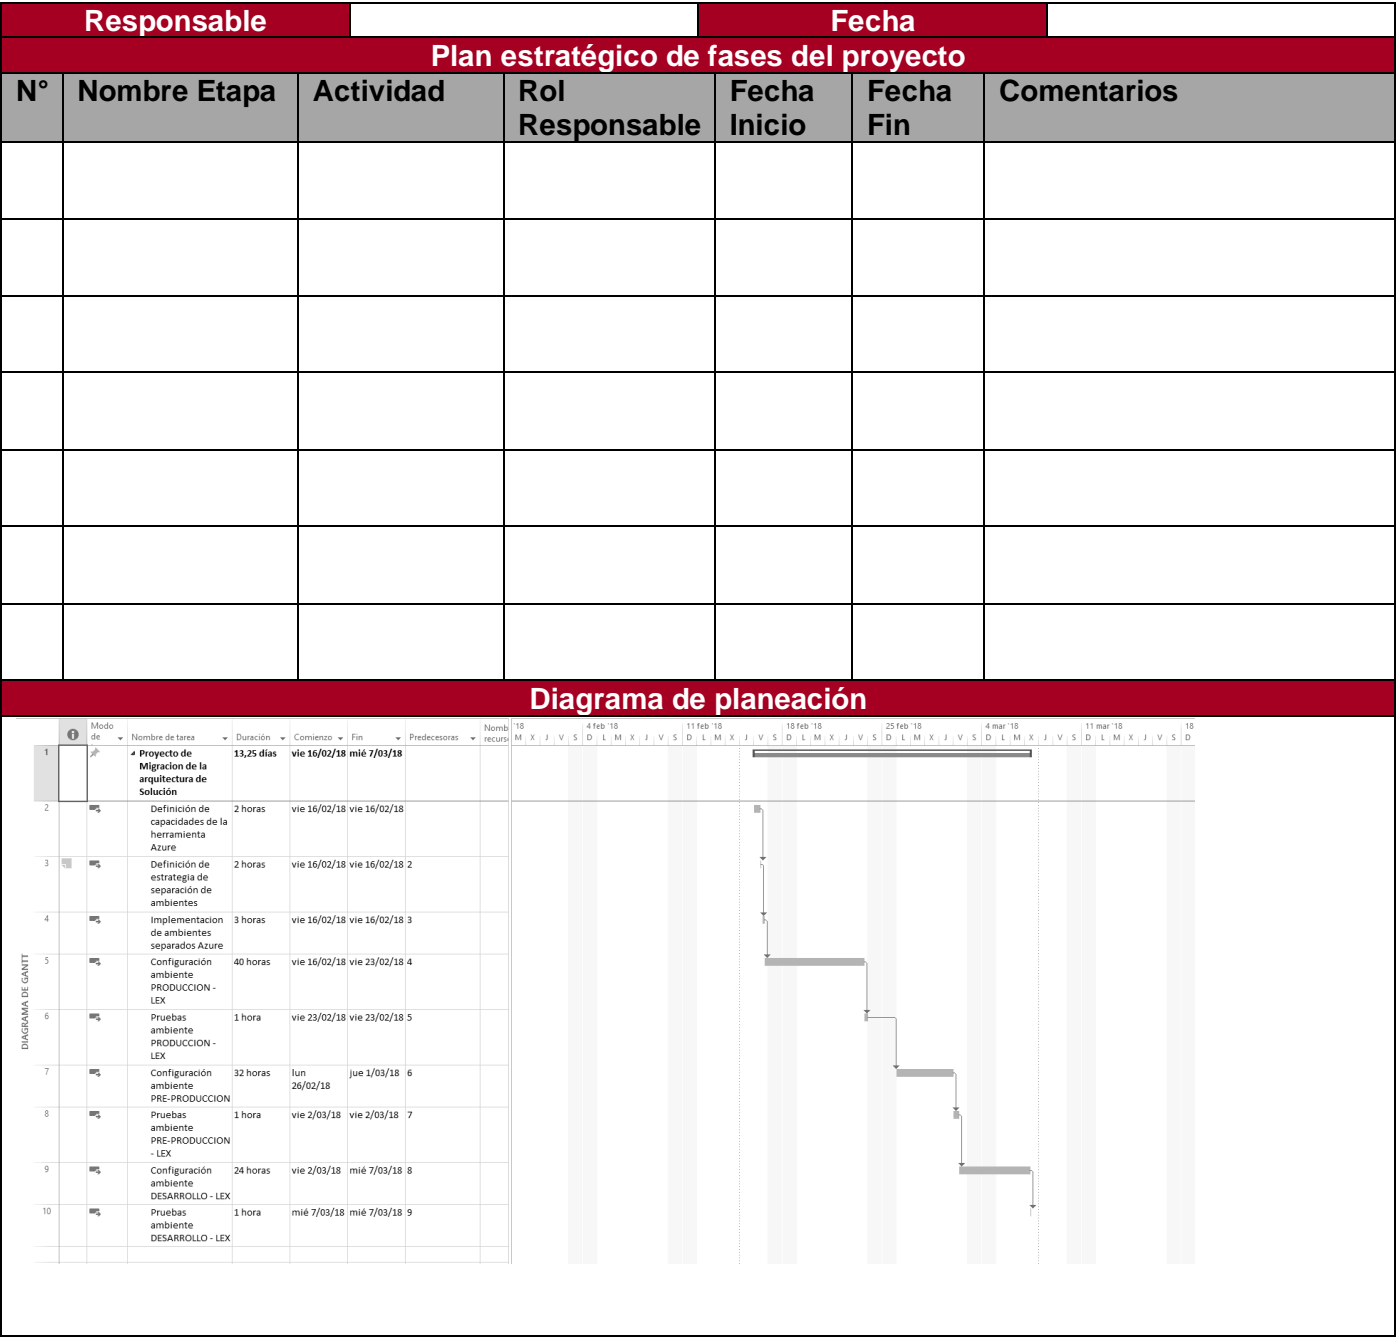 Responsable Fecha
Plan estratégico de fases del proyecto
N° Nombre Etapa Actividad Rol Responsable Fecha Inicio Fecha Fin Comentarios
Diagrama de planeación
Modo de Nombre de tarea Duración Comienzo Fin Predecesoras Nomb recurs
'18 4 feb '18 11 feb '18 18 feb '18 25 feb '18 4 mar '18 11 mar '18 18
M X J V S D L M X J V S D L M X J V S D L M X J V S D L M X J V S D L M X J V S D L M X J V S D
DIAGRAMA DE GANTT
1 Proyecto de Migracion de la arquitectura de Solución 13,25 días vie 16/02/18 mié 7/03/18
2 Definición de capacidades de la herramienta Azure 2 horas vie 16/02/18 vie 16/02/18
3 Definición de estrategia de separación de ambientes 2 horas vie 16/02/18 vie 16/02/18 2
4 Implementacion de ambientes separados Azure 3 horas vie 16/02/18 vie 16/02/18 3
5 Configuración ambiente PRODUCCION - LEX 40 horas vie 16/02/18 vie 23/02/18 4
6 Pruebas ambiente PRODUCCION - LEX 1 hora vie 23/02/18 vie 23/02/18 5
7 Configuración ambiente PRE-PRODUCCION 32 horas lun 26/02/18 jue 1/03/18 6
8 Pruebas ambiente PRE-PRODUCCION - LEX 1 hora vie 2/03/18 vie 2/03/18 7
9 Configuración ambiente DESARROLLO - LEX 24 horas vie 2/03/18 mié 7/03/18 8
10 Pruebas ambiente DESARROLLO - LEX 1 hora mié 7/03/18 mié 7/03/18 9